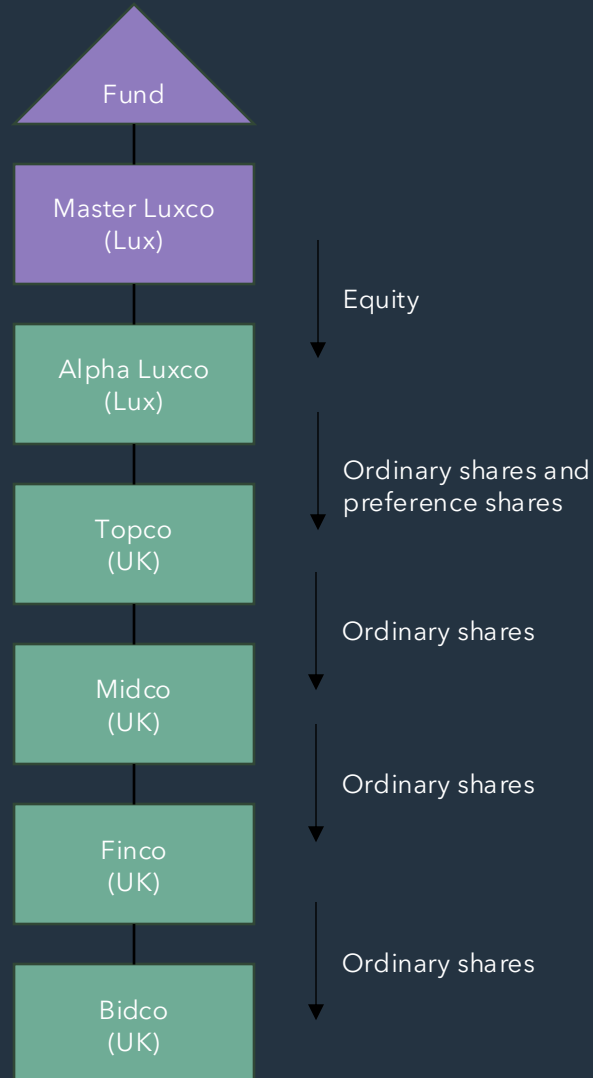 Fund
Master Luxco
(Lux)
Equity
Alpha Luxco
(Lux)
Ordinary shares and
preference shares
Topco
(UK)
Ordinary shares
Midco
(UK)
Ordinary shares
Finco
(UK)
Ordinary shares
Bidco
(UK)